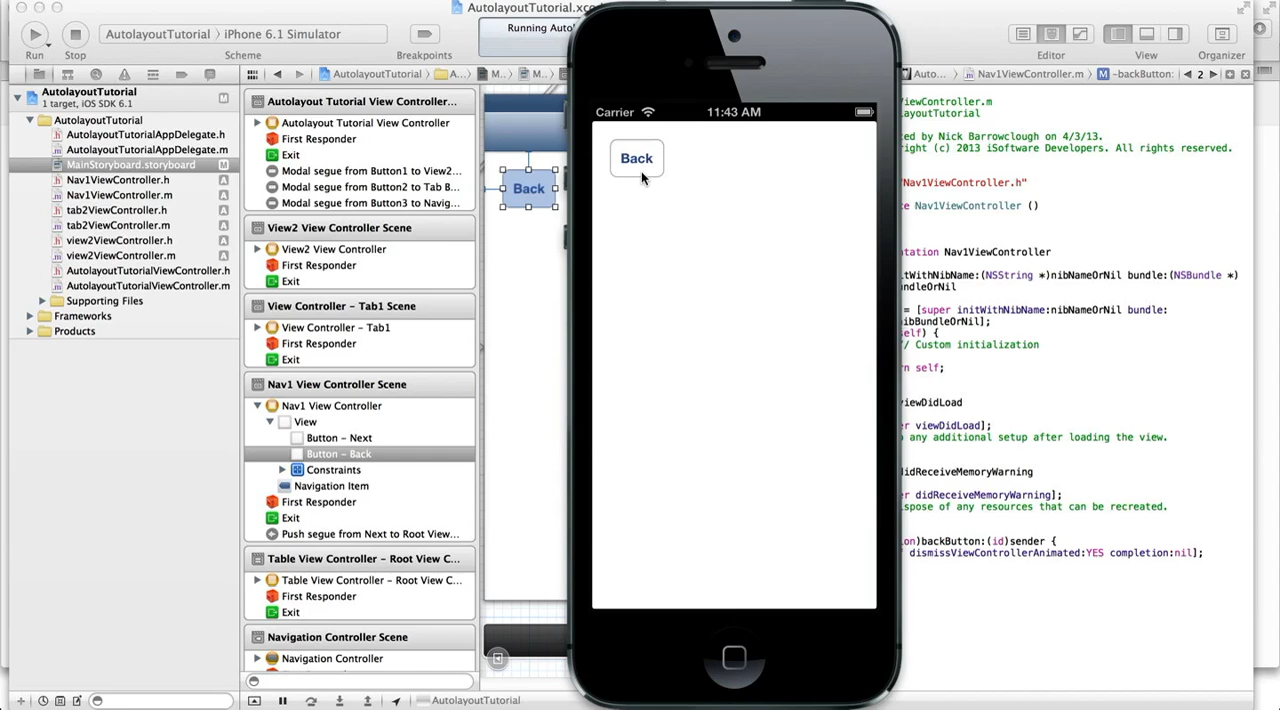 AutolayoutTutorial.xco
AutolayoutTutorial 〉 iPhone 6.1 Simulator
Running Auto
Run
Stop
Scheme
Breakpoints
Editor
View
Organizer
AutolayoutTutorial
A...
M...
M...
Auto...
Nav1ViewController.m
-backButton:
2
AutolayoutTutorial
1 target, iOS SDK 6.1
M
AutolayoutTutorial
AutolayoutTutorialAppDelegate.h
AutolayoutTutorialAppDelegate.m
MainStoryboard.storyboard
M
Nav1ViewController.h
A
Nav1ViewController.m
A
tab2ViewController.h
A
tab2ViewController.m
A
view2ViewController.h
A
view2ViewController.m
A
AutolayoutTutorialViewController.h
AutolayoutTutorialViewController.m
Supporting Files
Frameworks
Products
Autolayout Tutorial View Controller...
Autolayout Tutorial View Controller
First Responder
Exit
Modal segue from Button1 to View2...
Modal segue from Button2 to Tab B...
Modal segue from Button3 to Navig...
View2 View Controller Scene
View2 View Controller
First Responder
Exit
View Controller - Tab1 Scene
View Controller - Tab1
First Responder
Exit
Nav1 View Controller Scene
Nav1 View Controller
View
Button - Next
Button - Back
Constraints
Navigation Item
First Responder
Exit
Push segue from Next to Root View...
Table View Controller - Root View C...
Table View Controller - Root View C...
First Responder
Exit
Navigation Controller Scene
Navigation Controller
Back
Carrier
11:43 AM
Back
iewController.m
layoutTutorial
ed by Nick Barrowclough on 4/3/13.
right (c) 2013 iSoftware Developers. All rights reserved.
"Nav1ViewController.h"
e Nav1ViewController ()
ntation Nav1ViewController
itWithNibName:(NSString *)nibNameOrNil bundle:(NSBundle *)
ndleOrNil
= [super initWithNibName:nibNameOrNil bundle:
nibBundleOrNil];
elf) {
// Custom initialization
rn self;
iewDidLoad
er viewDidLoad];
o any additional setup after loading the view.
idReceiveMemoryWarning
er didReceiveMemoryWarning];
ispose of any resources that can be recreated.
ion)backButton:(id)sender {
f dismissViewControllerAnimated:YES completion:nil];
AutolayoutTutorial